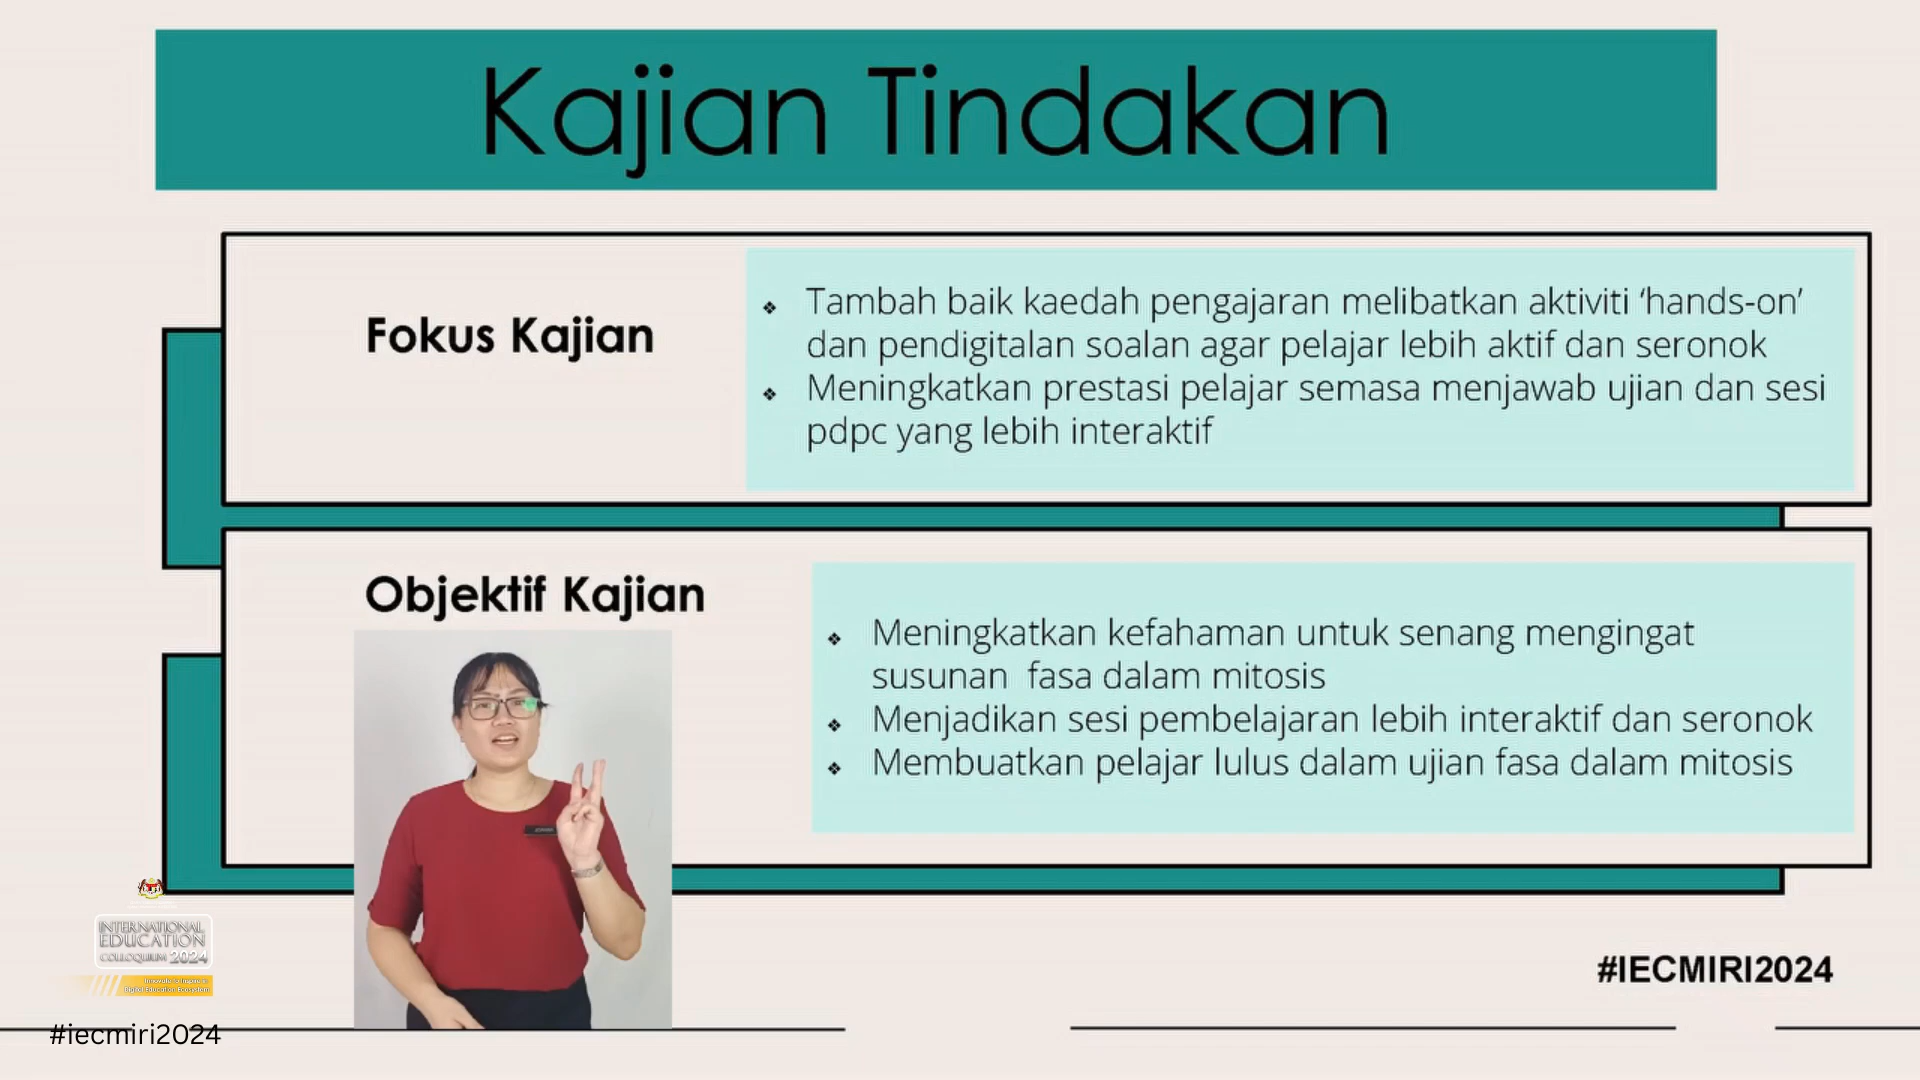 Kajian Tindakan
Fokus Kajian
❖ Tambah baik kaedah pengajaran melibatkan aktiviti ‘hands-on’
dan pendigitalan soalan agar pelajar lebih aktif dan seronok
❖ Meningkatkan prestasi pelajar semasa menjawab ujian dan sesi
pdpc yang lebih interaktif
Objektif Kajian
❖ Meningkatkan kefahaman untuk senang mengingat
susunan fasa dalam mitosis
❖ Menjadikan sesi pembelajaran lebih interaktif dan seronok
❖ Membuatkan pelajar lulus dalam ujian fasa dalam mitosis
INTERNATIONAL
EDUCATION
COLLOQUIUM 2024
#IECMIRI2024
#iecmiri2024